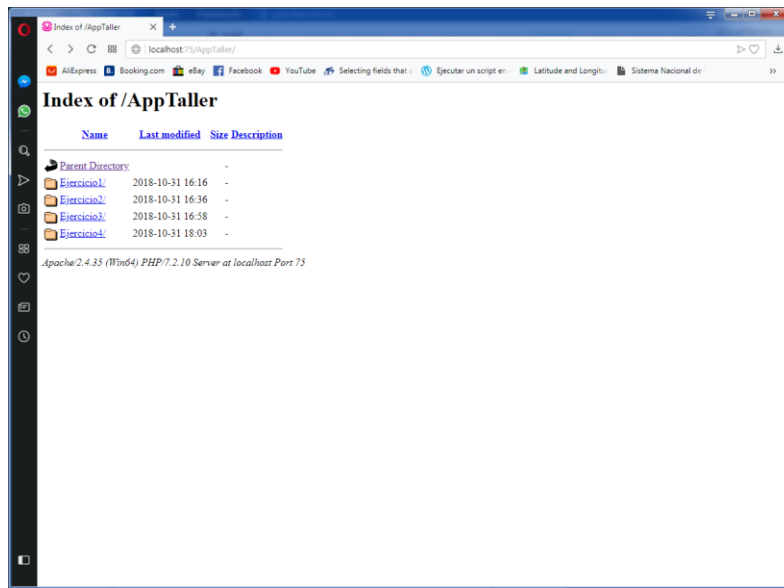 Index of /AppTaller
localhost:75/AppTaller/
AliExpress Booking.com eBay Facebook YouTube Selecting fields that Ejecutar un script en Latitude and Longitu Sistema Nacional de
Index of /AppTaller
Name Last modified Size Description
Parent Directory -
Ejercicio1/ 2018-10-31 16:16 -
Ejercicio2/ 2018-10-31 16:36 -
Ejercicio3/ 2018-10-31 16:58 -
Ejercicio4/ 2018-10-31 18:03 -
Apache/2.4.35 (Win64) PHP/7.2.10 Server at localhost Port 75